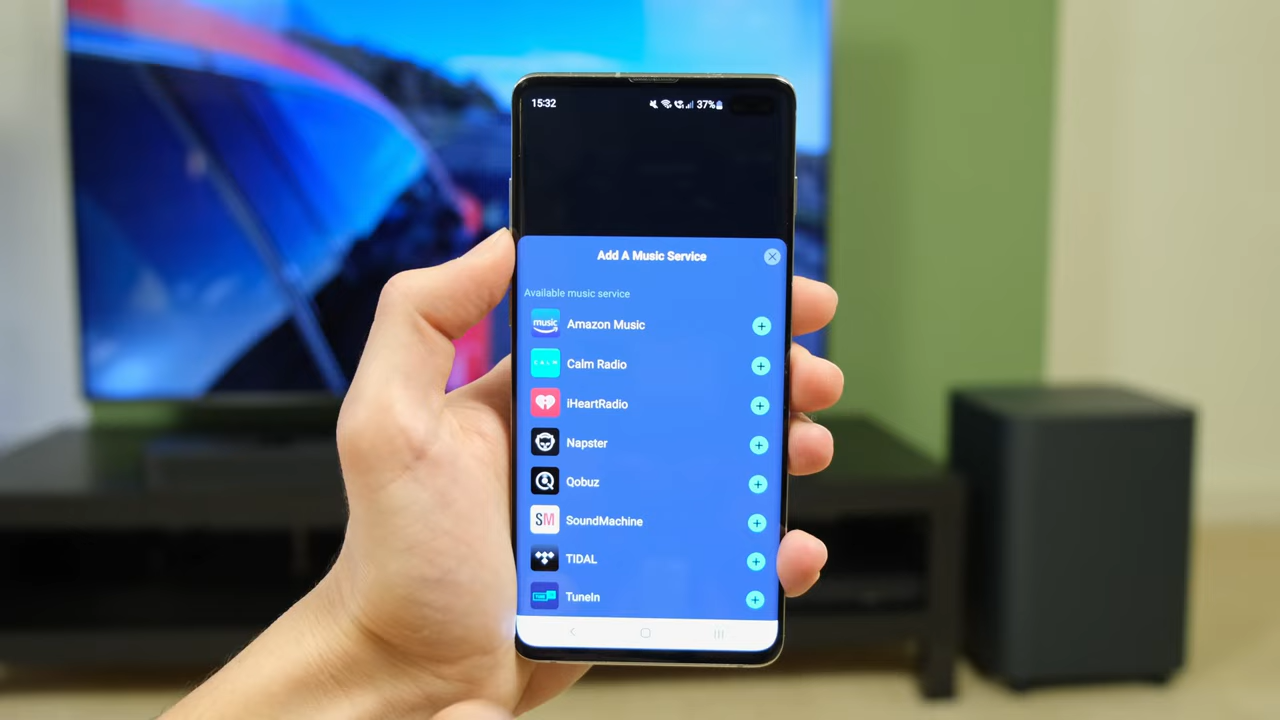 15:32 37%
Add A Music Service
Available music service
music Amazon Music
CALM Calm Radio
iHeartRadio
Napster
Qobuz
SM SoundMachine
TIDAL
TuneIn